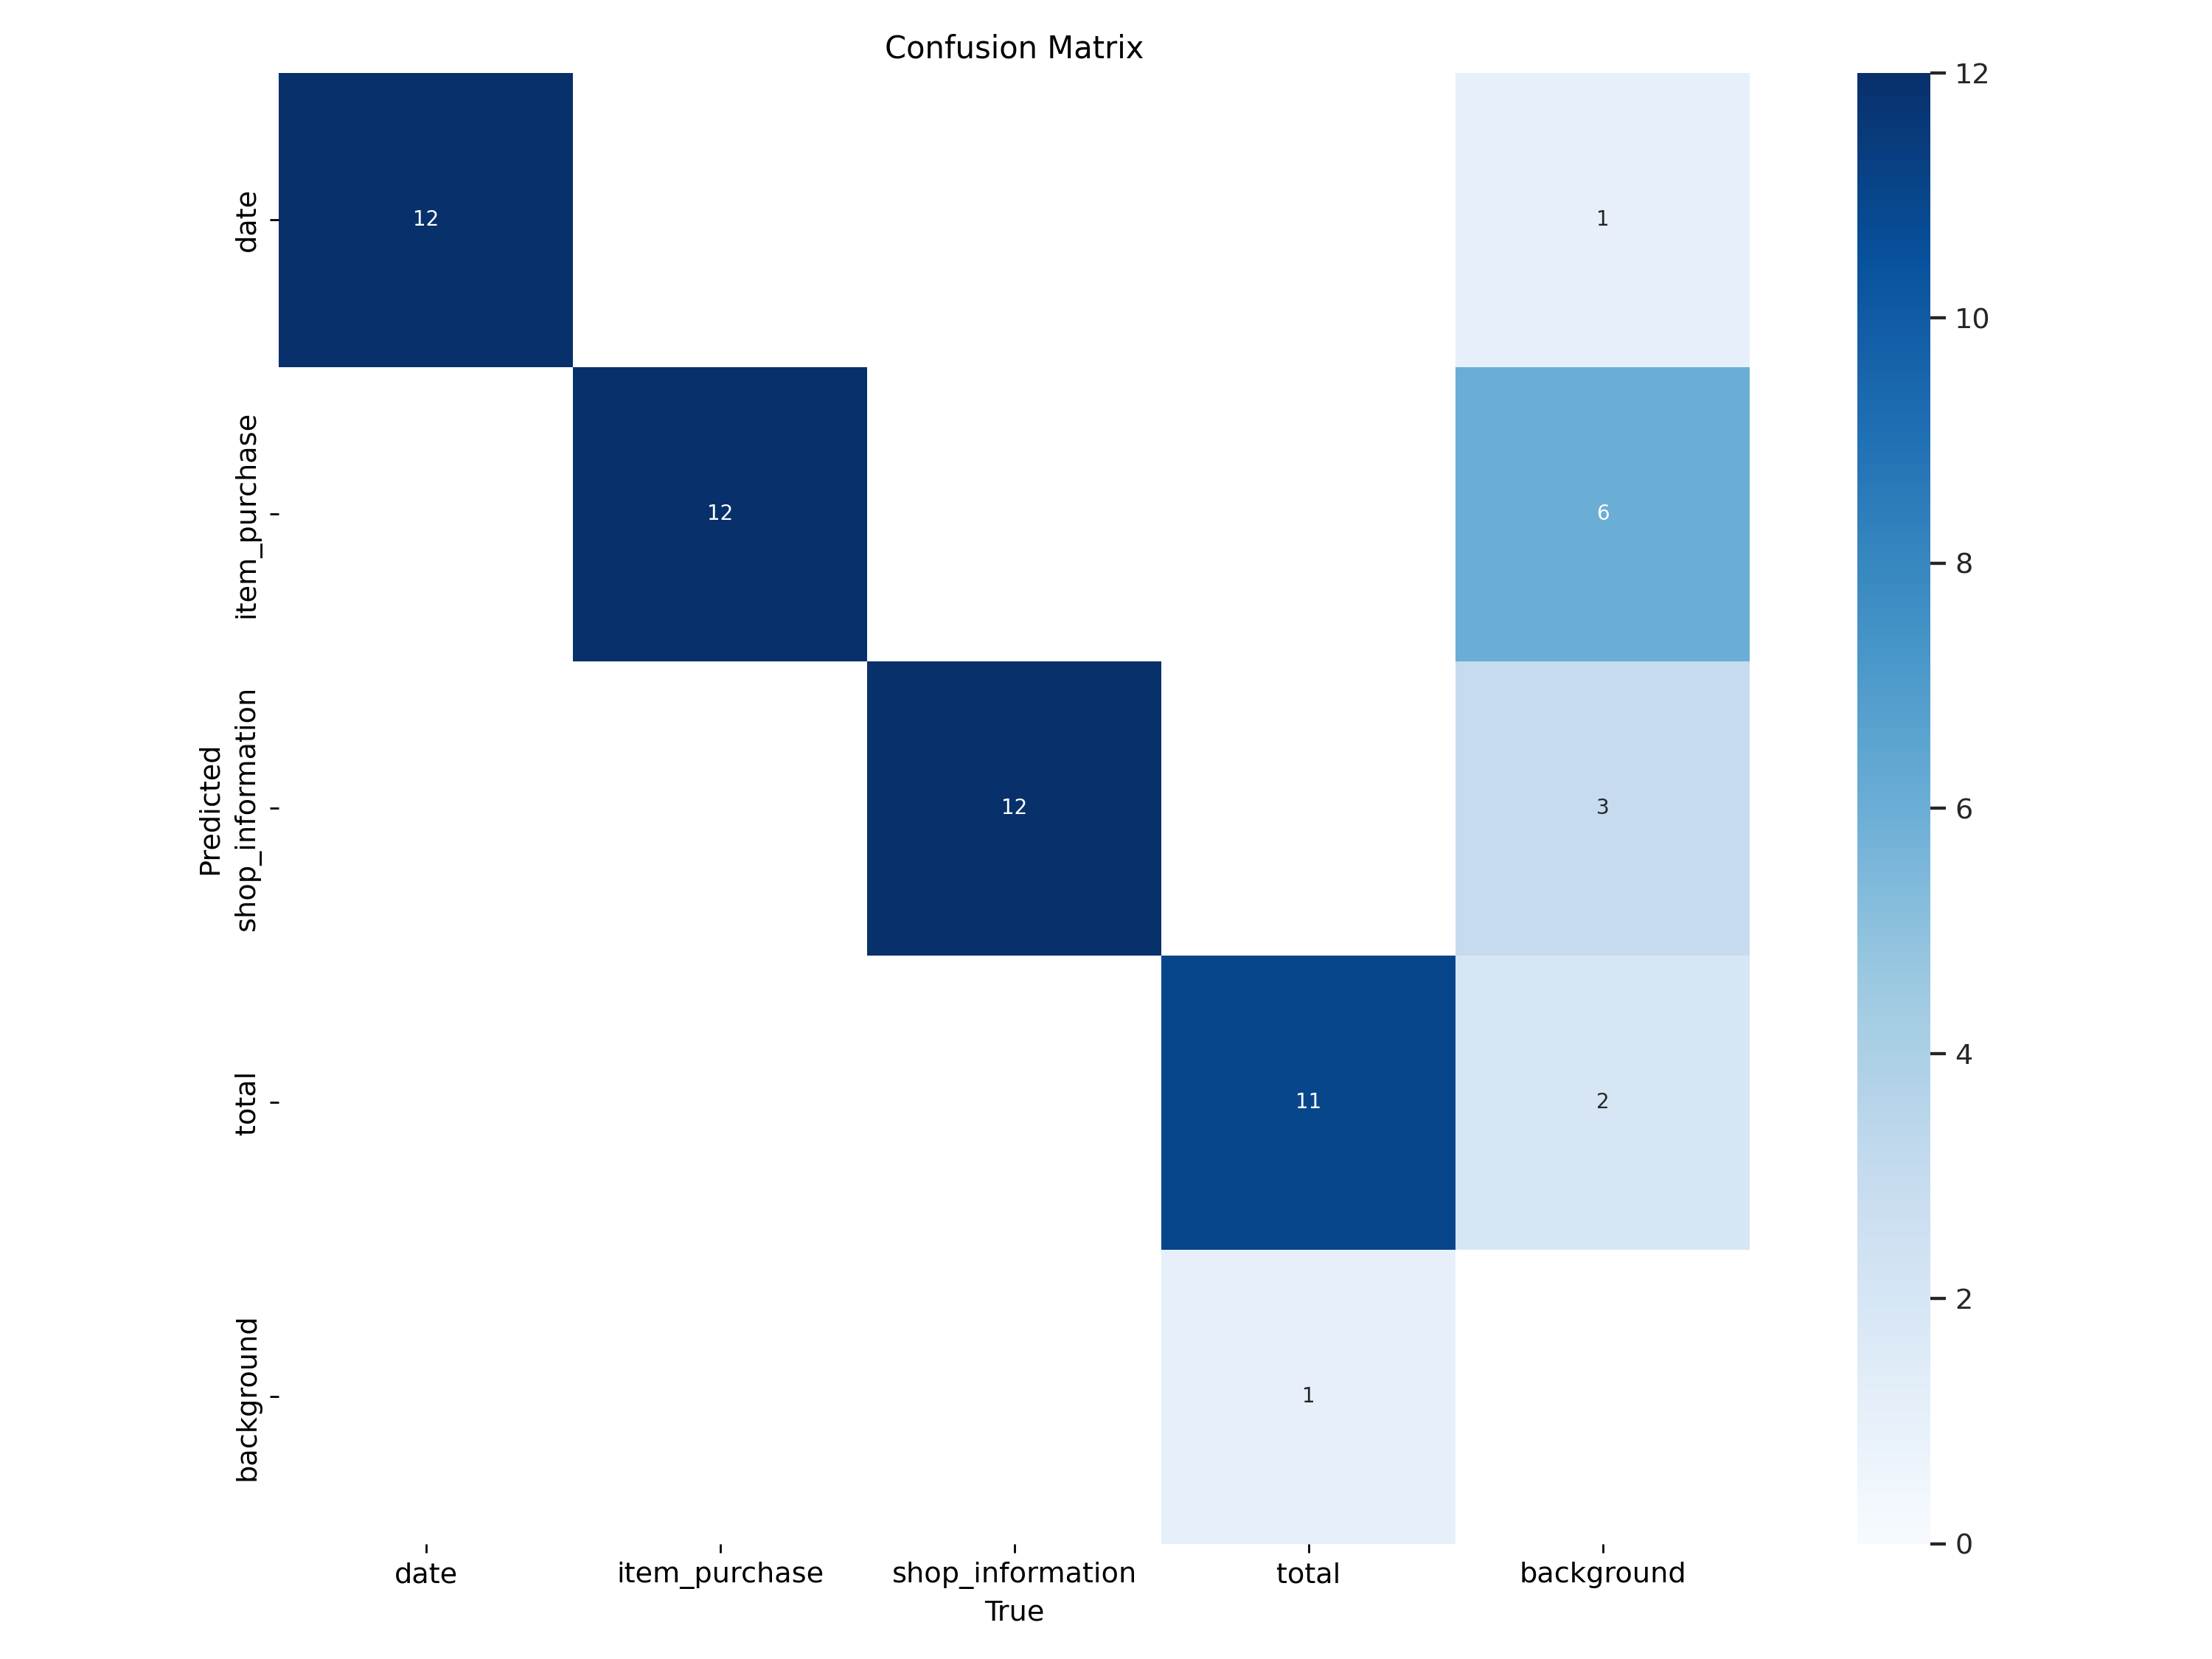 Confusion Matrix
date
item_purchase
shop_information
total
background
Predicted
12
1
12
6
12
3
11
2
1
date
item_purchase
shop_information
total
background
True
12
10
8
6
4
2
0